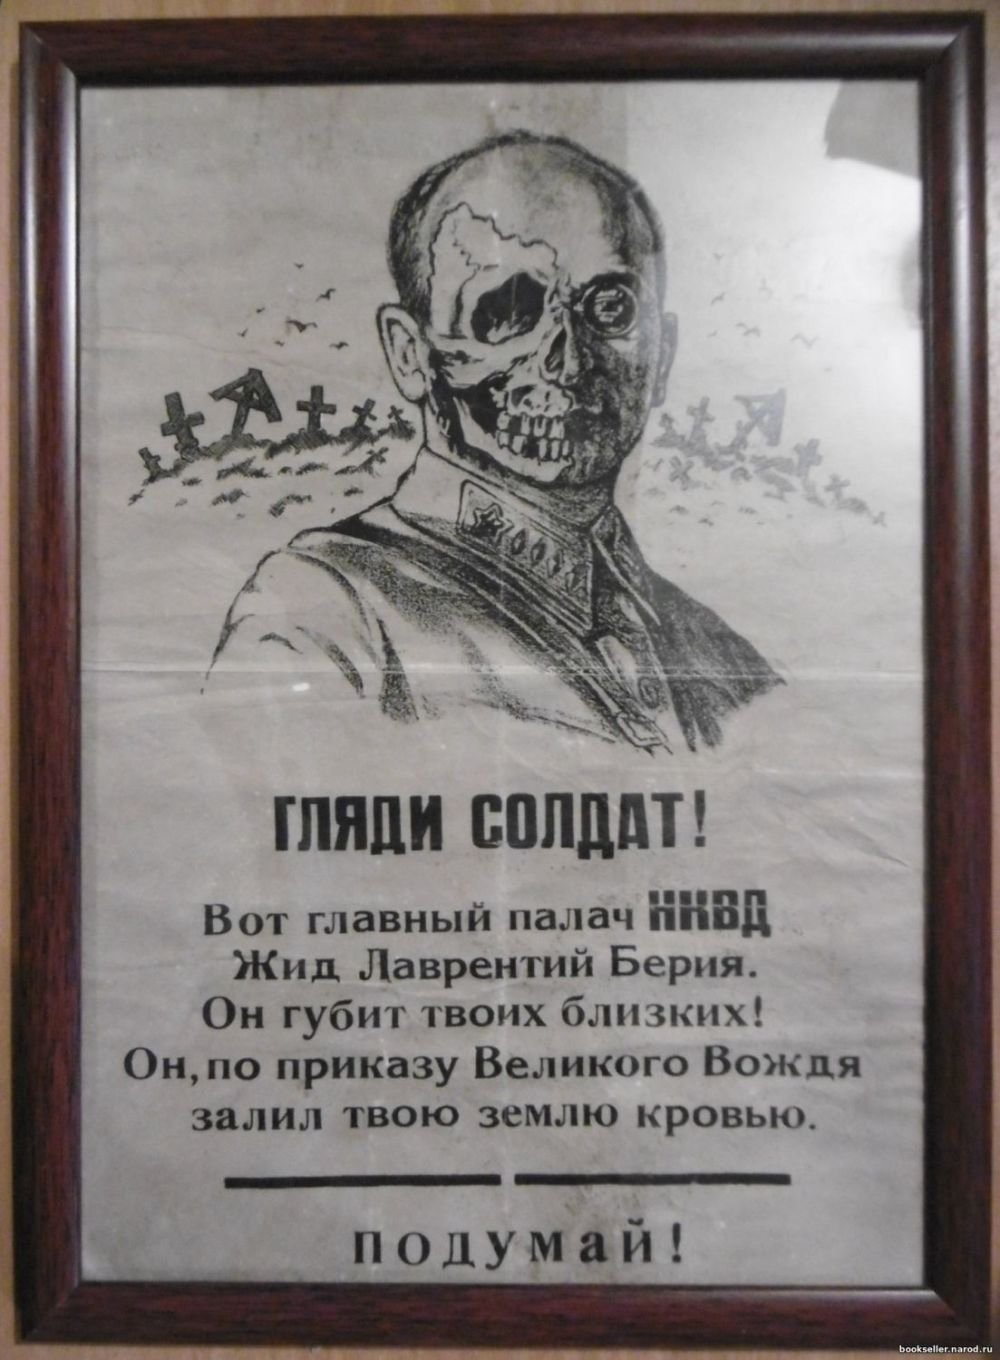 ГЛЯДИ СОЛДАТ!
Вот главный палач НКВД
Жид Лаврентий Берия.
Он губит твоих близких!
Он, по приказу Великого Вождя
залил твою землю кровью.
ПОДУМАЙ!
bookseller.narod.ru